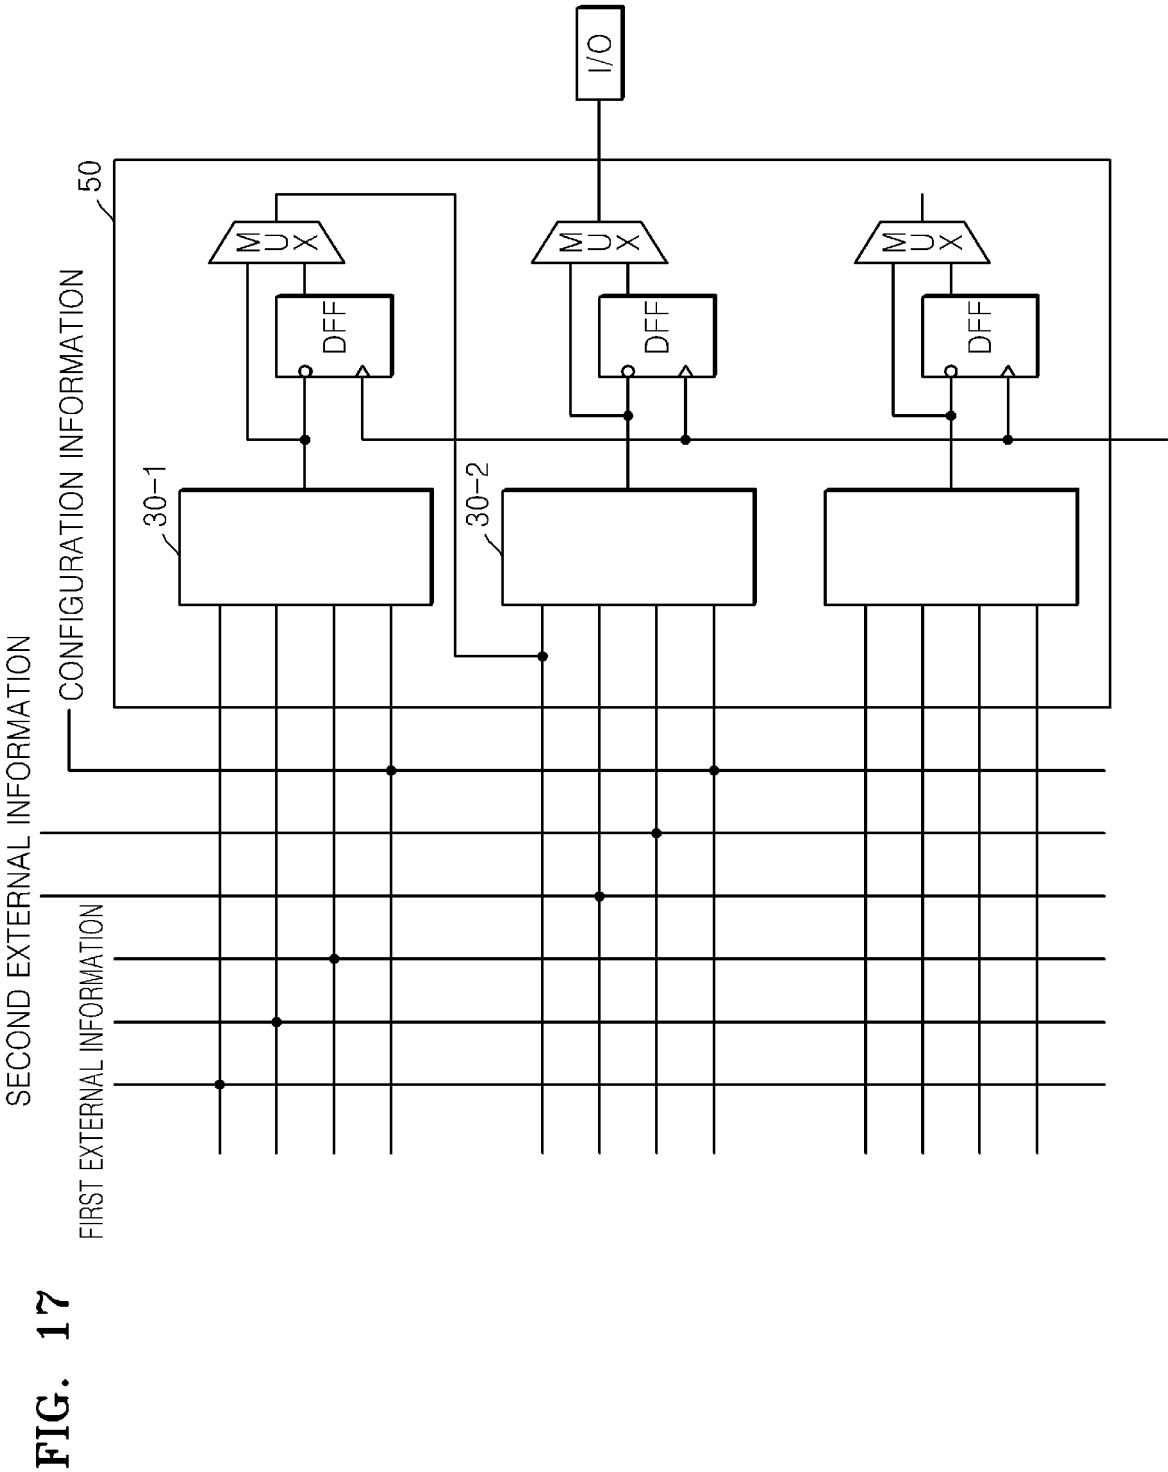 FIG. 17
SECOND EXTERNAL INFORMATION
FIRST EXTERNAL INFORMATION
CONFIGURATION INFORMATION
50
30-1
DFF
MUX
30-2
DFF
MUX
I/O
DFF
MUX